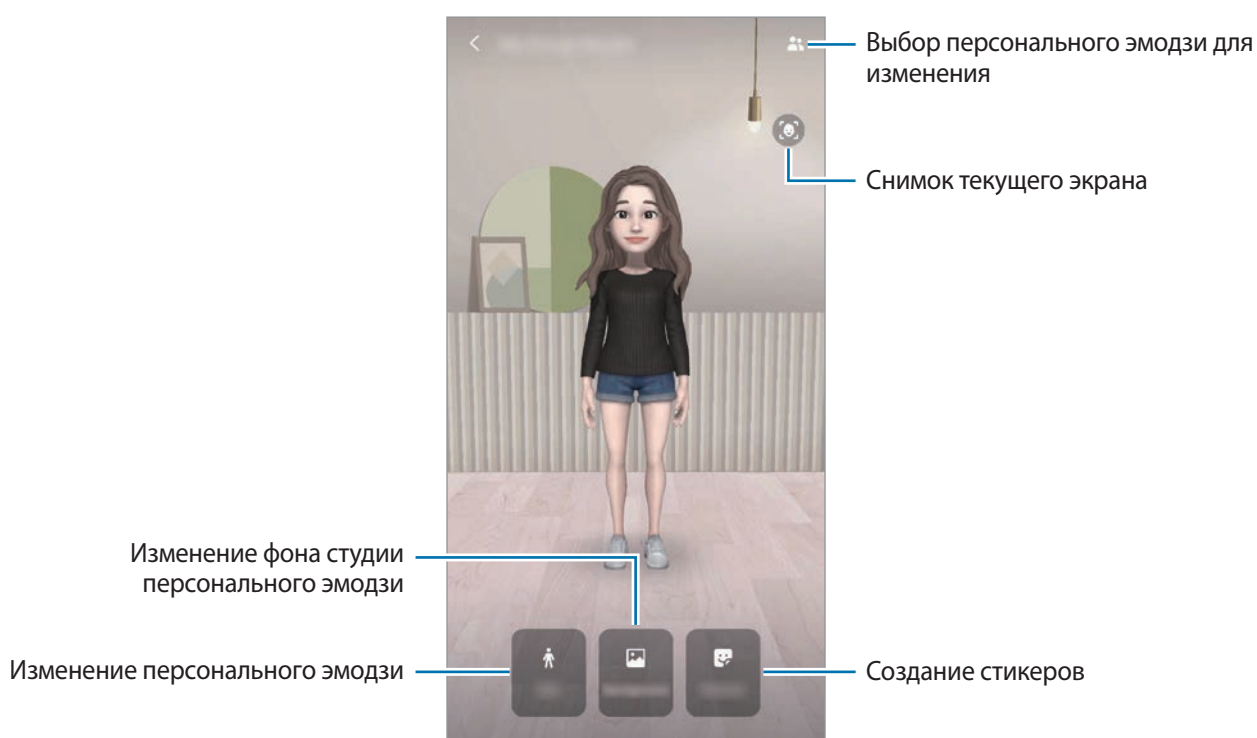 Выбор персонального эмодзи для
изменения
Снимок текущего экрана
Изменение фона студии
персонального эмодзи
Изменение персонального эмодзи
Создание стикеров